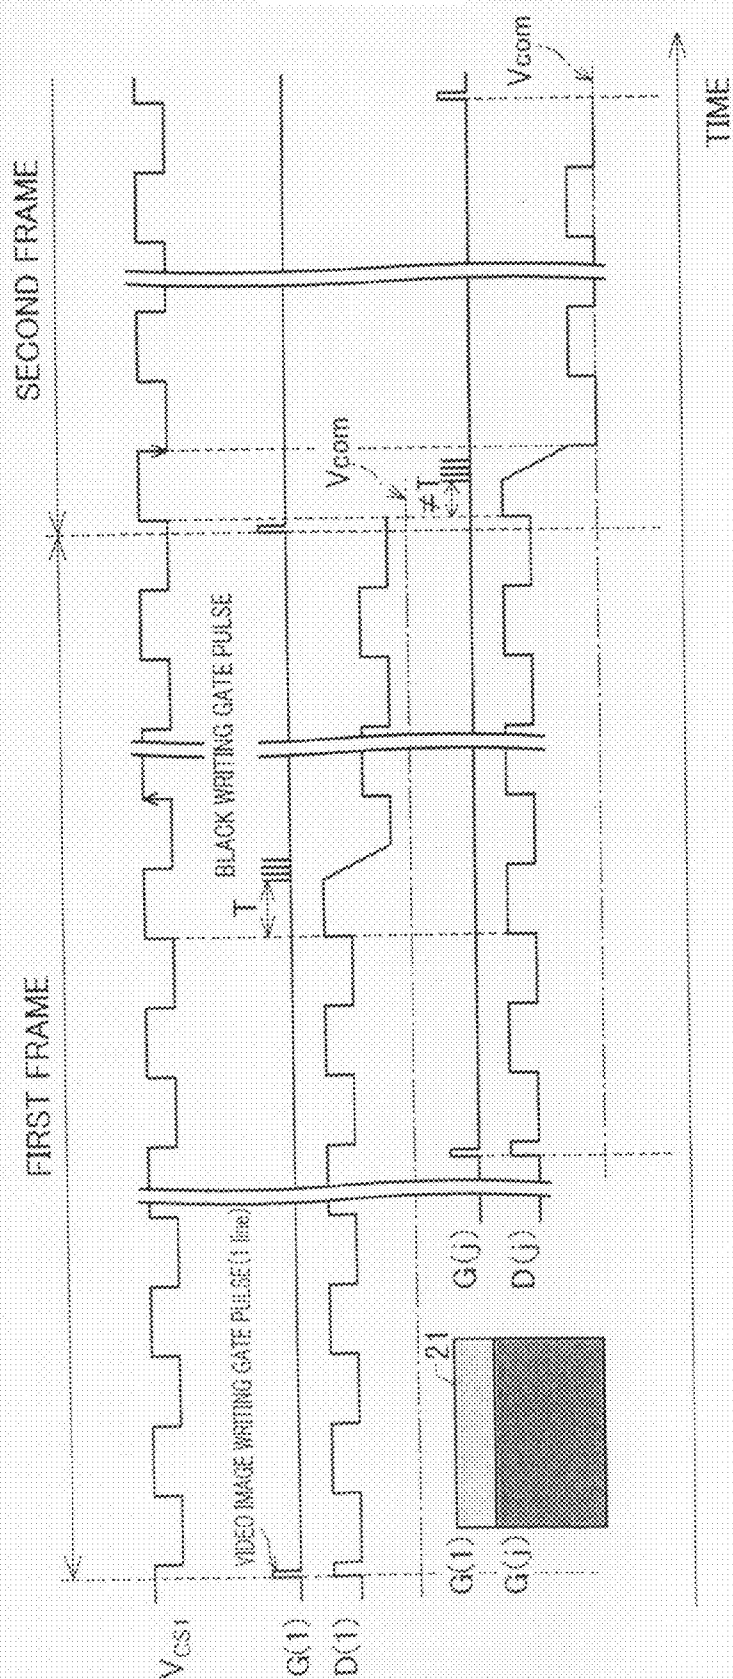 FIRST FRAME
SECOND FRAME
VCS1
VIDEO IMAGE WRITING GATE PULSE(1 line)
BLACK WRITING GATE PULSE
T
G(1)
D(1)
Vcom
≠T
G(j)
D(j)
Vcom
G(1)
21
G(j)
TIME